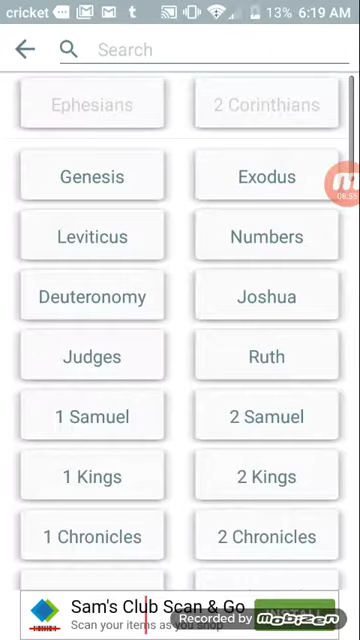 cricket 13% 6:19 AM
Search
Ephesians 2 Corinthians
Genesis Exodus
08:55
Leviticus Numbers
Deuteronomy Joshua
Judges Ruth
1 Samuel 2 Samuel
1 Kings 2 Kings
1 Chronicles 2 Chronicles
Sam's Club Scan & Go
Scan your items as you shop
Recorded by mobizen